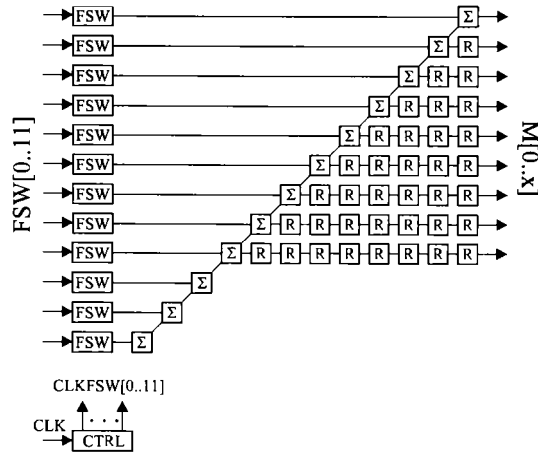 FSW Σ
FSW Σ R
FSW Σ R R
FSW Σ R R R
FSW Σ R R R R
FSW Σ R R R R R
FSW Σ R R R R R R
FSW Σ R R R R R R R
FSW Σ R R R R R R R R
FSW Σ
FSW Σ
FSW Σ
FSW[0..11]
M[0..x]
CLKFSW[0..11]
. . .
CLK
CTRL